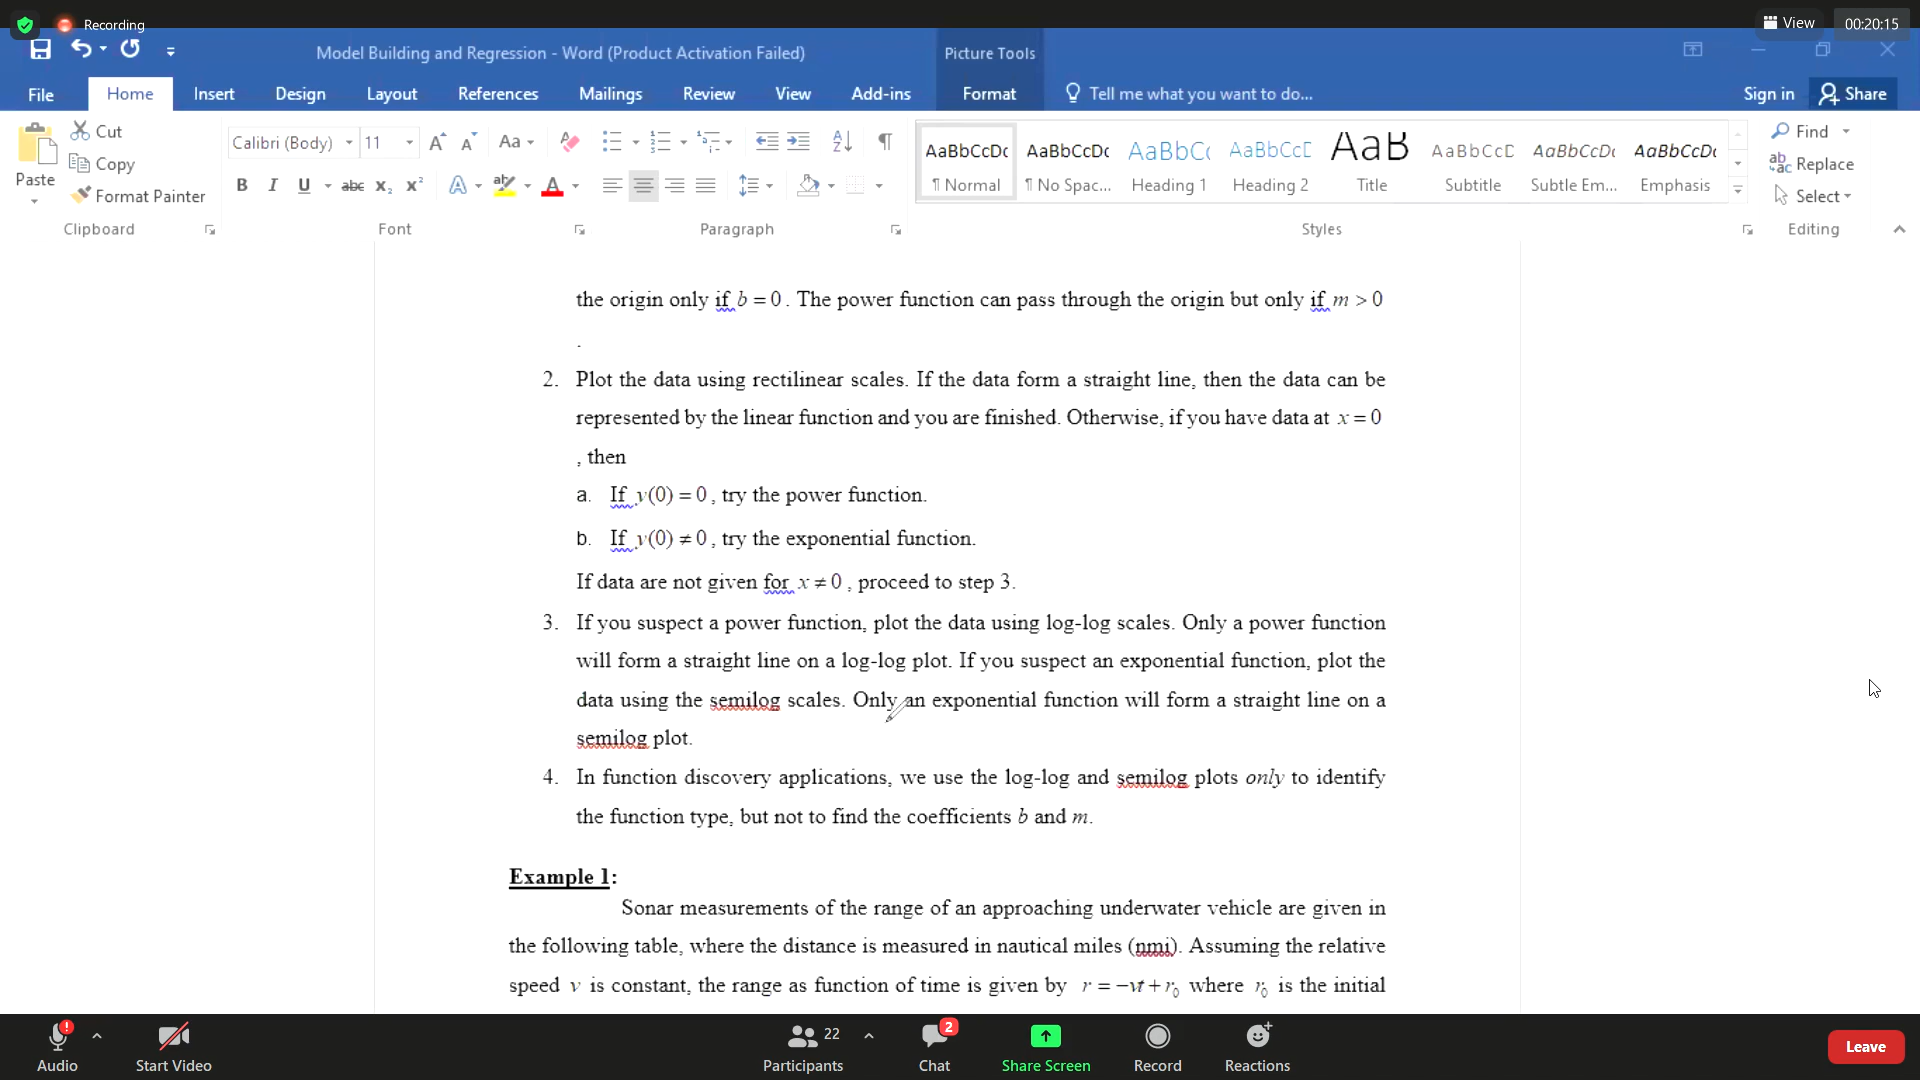 Recording
View
00:20:15
Model Building and Regression - Word (Product Activation Failed)
Picture Tools
File
Home
Insert
Design
Layout
References
Mailings
Review
View
Add-ins
Format
Tell me what you want to do...
Sign in
Share
Paste
Cut
Copy
Format Painter
Clipboard
Calibri (Body)
11
Aa
B I U abc x₂ x²
Font
Paragraph
AaBbCcDc AaBbCcDc AaBbC AaBbCcD AaB AaBbCcD AaBbCcDc AaBbCcDc
¶ Normal
¶ No Spac...
Heading 1
Heading 2
Title
Subtitle
Subtle Em...
Emphasis
Styles
Find
Replace
Select
Editing
the origin only if b = 0. The power function can pass through the origin but only if m > 0
.
2. Plot the data using rectilinear scales. If the data form a straight line, then the data can be
represented by the linear function and you are finished. Otherwise, if you have data at x = 0
, then
a. If y(0) = 0, try the power function.
b. If y(0) ≠ 0, try the exponential function.
If data are not given for x ≠ 0, proceed to step 3.
3. If you suspect a power function, plot the data using log-log scales. Only a power function
will form a straight line on a log-log plot. If you suspect an exponential function, plot the
data using the semilog scales. Only an exponential function will form a straight line on a
semilog plot.
4. In function discovery applications, we use the log-log and semilog plots only to identify
the function type, but not to find the coefficients b and m.
Example 1:
Sonar measurements of the range of an approaching underwater vehicle are given in
the following table, where the distance is measured in nautical miles (nmi). Assuming the relative
speed v is constant, the range as function of time is given by r = −vt + r₀ where r₀ is the initial
Audio
Start Video
22
Participants
2
Chat
Share Screen
Record
Reactions
Leave